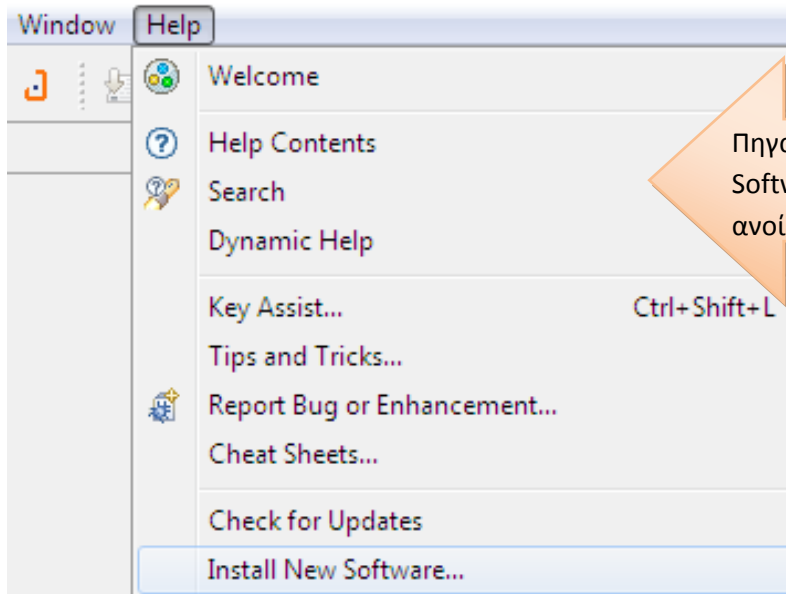 Window Help
Welcome
Help Contents
Search
Dynamic Help
Key Assist... Ctrl+Shift+L
Tips and Tricks...
Report Bug or Enhancement...
Cheat Sheets...
Check for Updates
Install New Software...